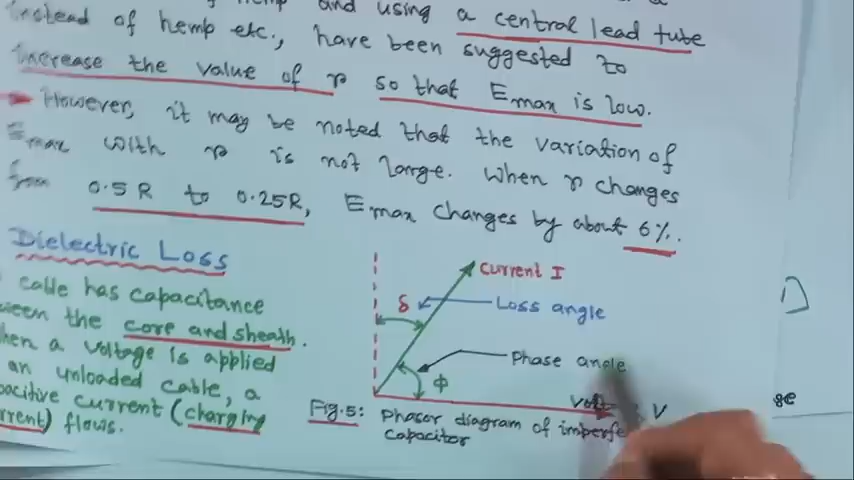 and using a central lead tube
instead of hemp etc., have been suggested to
increase the value of r so that Emax is low.
However, it may be noted that the variation of
Emax with r is not large. When r changes
from 0.5 R to 0.25R, Emax changes by about 6%.
Dielectric Loss
cable has capacitance
the core and sheath.
a voltage is applied
an unloaded cable, a
current (charging
flows.
current I
δ
Loss angle
Phase angle
ϕ
V
Fig.5: Phasor diagram of
capacitor